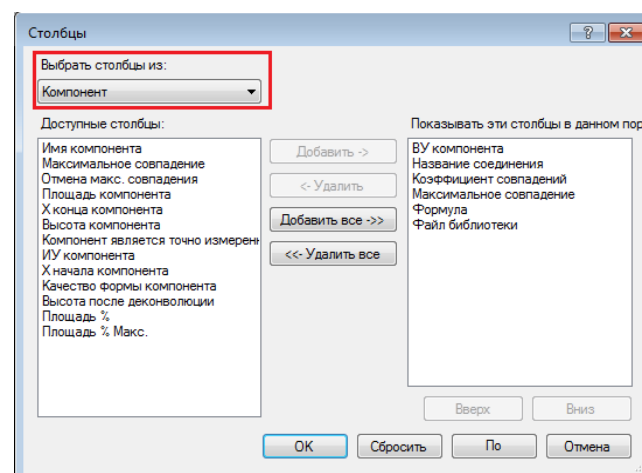 Столбцы
Выбрать столбцы из:
Компонент
Доступные столбцы:
Имя компонента
Максимальное совпадение
Отмена макс. совпадения
Площадь компонента
X конца компонента
Высота компонента
Компонент является точно измерен
ИУ компонента
X начала компонента
Качество формы компонента
Высота после деконволюции
Площадь %
Площадь % Макс.
Добавить ->
<- Удалить
Добавить все ->>
<<- Удалить все
Показывать эти столбцы в данном пор
ВУ компонента
Название соединения
Коэффициент совпадений
Максимальное совпадение
Формула
Файл библиотеки
Вверх
Вниз
OK
Сбросить
По
Отмена